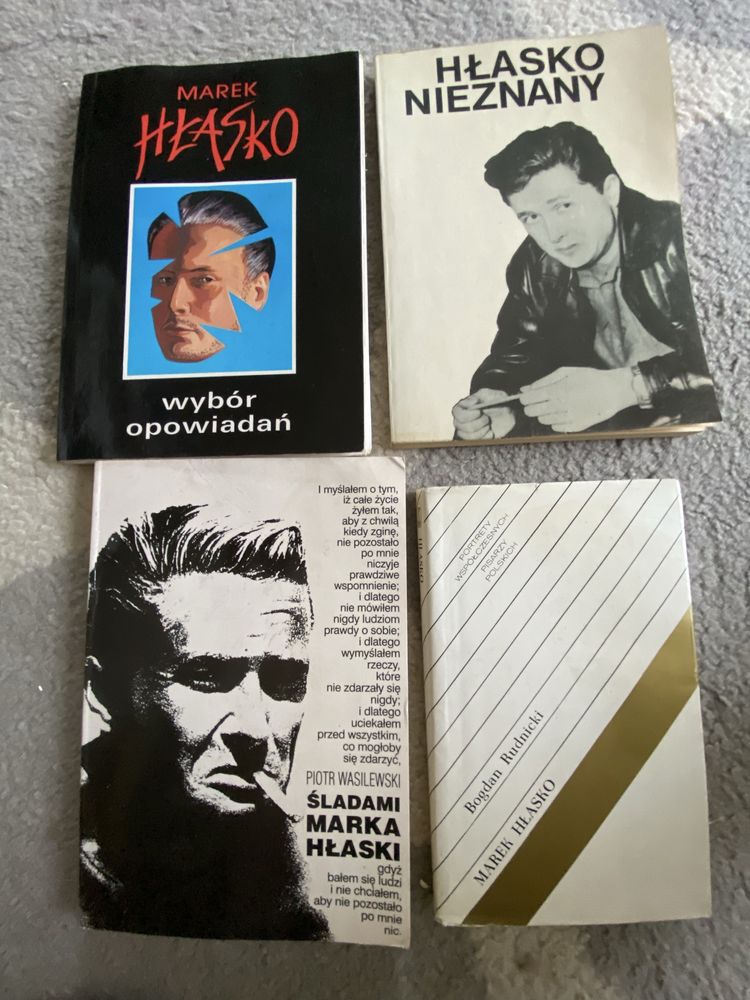 MAREK
HŁASKO
wybór
opowiadań
HŁASKO
NIEZNANY
I myślałem o tym,
iż całe życie
żyłem tak,
aby z chwilą
kiedy zginę,
nie pozostało
po mnie
niczyje
prawdziwe
wspomnienie;
i dlatego
nie mówiłem
nigdy ludziom
prawdy o sobie;
i dlatego
wymyślałem
rzeczy,
które
nie zdarzały się
nigdy;
i dlatego
uciekałem
przed wszystkim,
co mogłoby
się zdarzyć,
PIOTR WASILEWSKI
ŚLADAMI
MARKA
HŁASKI
gdyż
bałem się ludzi
i nie chciałem,
aby nie pozostało
po mnie
nic.
PORTRETY
WSPÓŁCZESNYCH
PISARZY
POLSKICH
Bogdan Rudnicki
MAREK HŁASKO